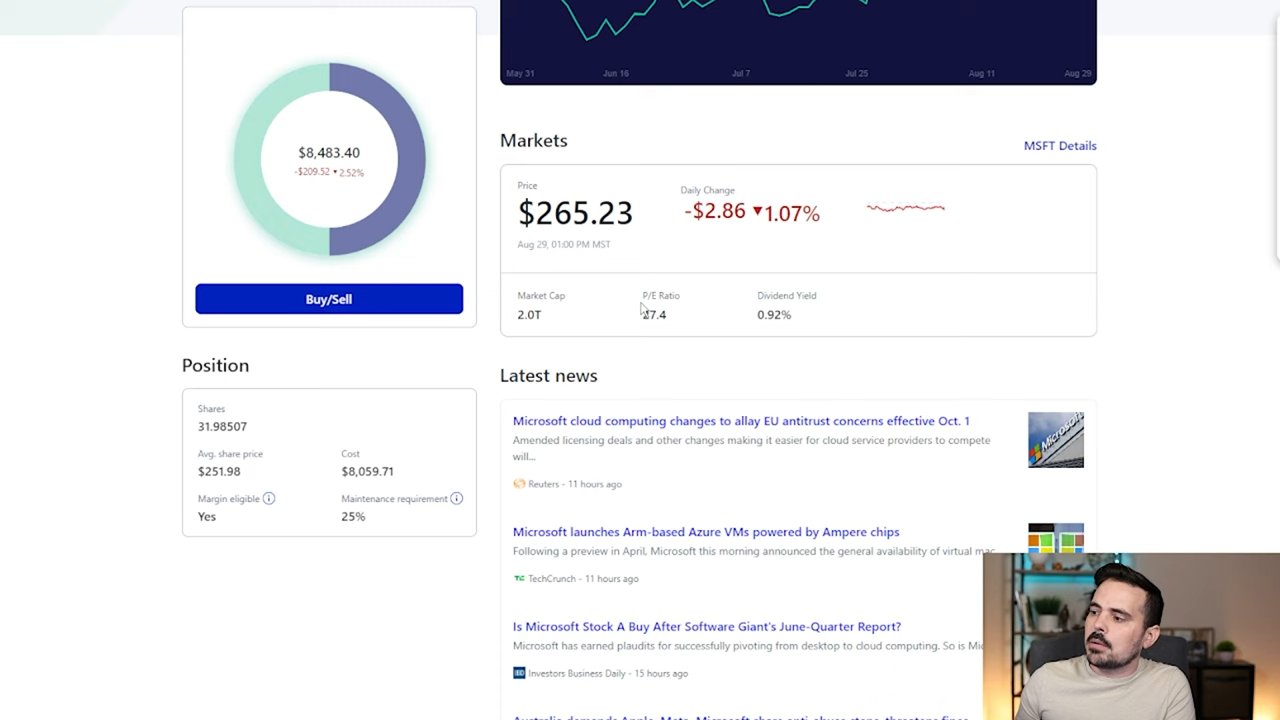 May 31
Jun 16
Jul 7
Jul 25
Aug 11
Aug 29
$8,483.40
-$209.52 ▼ 2.52%
Buy/Sell
Position
Shares
31.98507
Avg. share price
$251.98
Cost
$8,059.71
Margin eligible
Yes
Maintenance requirement
25%
Markets
MSFT Details
Price
$265.23
Aug 29, 01:00 PM MST
Daily Change
-$2.86 ▼1.07%
Market Cap
2.0T
P/E Ratio
27.4
Dividend Yield
0.92%
Latest news
Microsoft cloud computing changes to allay EU antitrust concerns effective Oct. 1
Amended licensing deals and other changes making it easier for cloud service providers to compete
will...
Reuters - 11 hours ago
Microsoft
Microsoft launches Arm-based Azure VMs powered by Ampere chips
Following a preview in April, Microsoft this morning announced the general availability of virtual
TechCrunch - 11 hours ago
Is Microsoft Stock A Buy After Software Giant's June-Quarter Report?
Microsoft has earned plaudits for successfully pivoting from desktop to cloud computing. So is
IBD Investors Business Daily - 15 hours ago